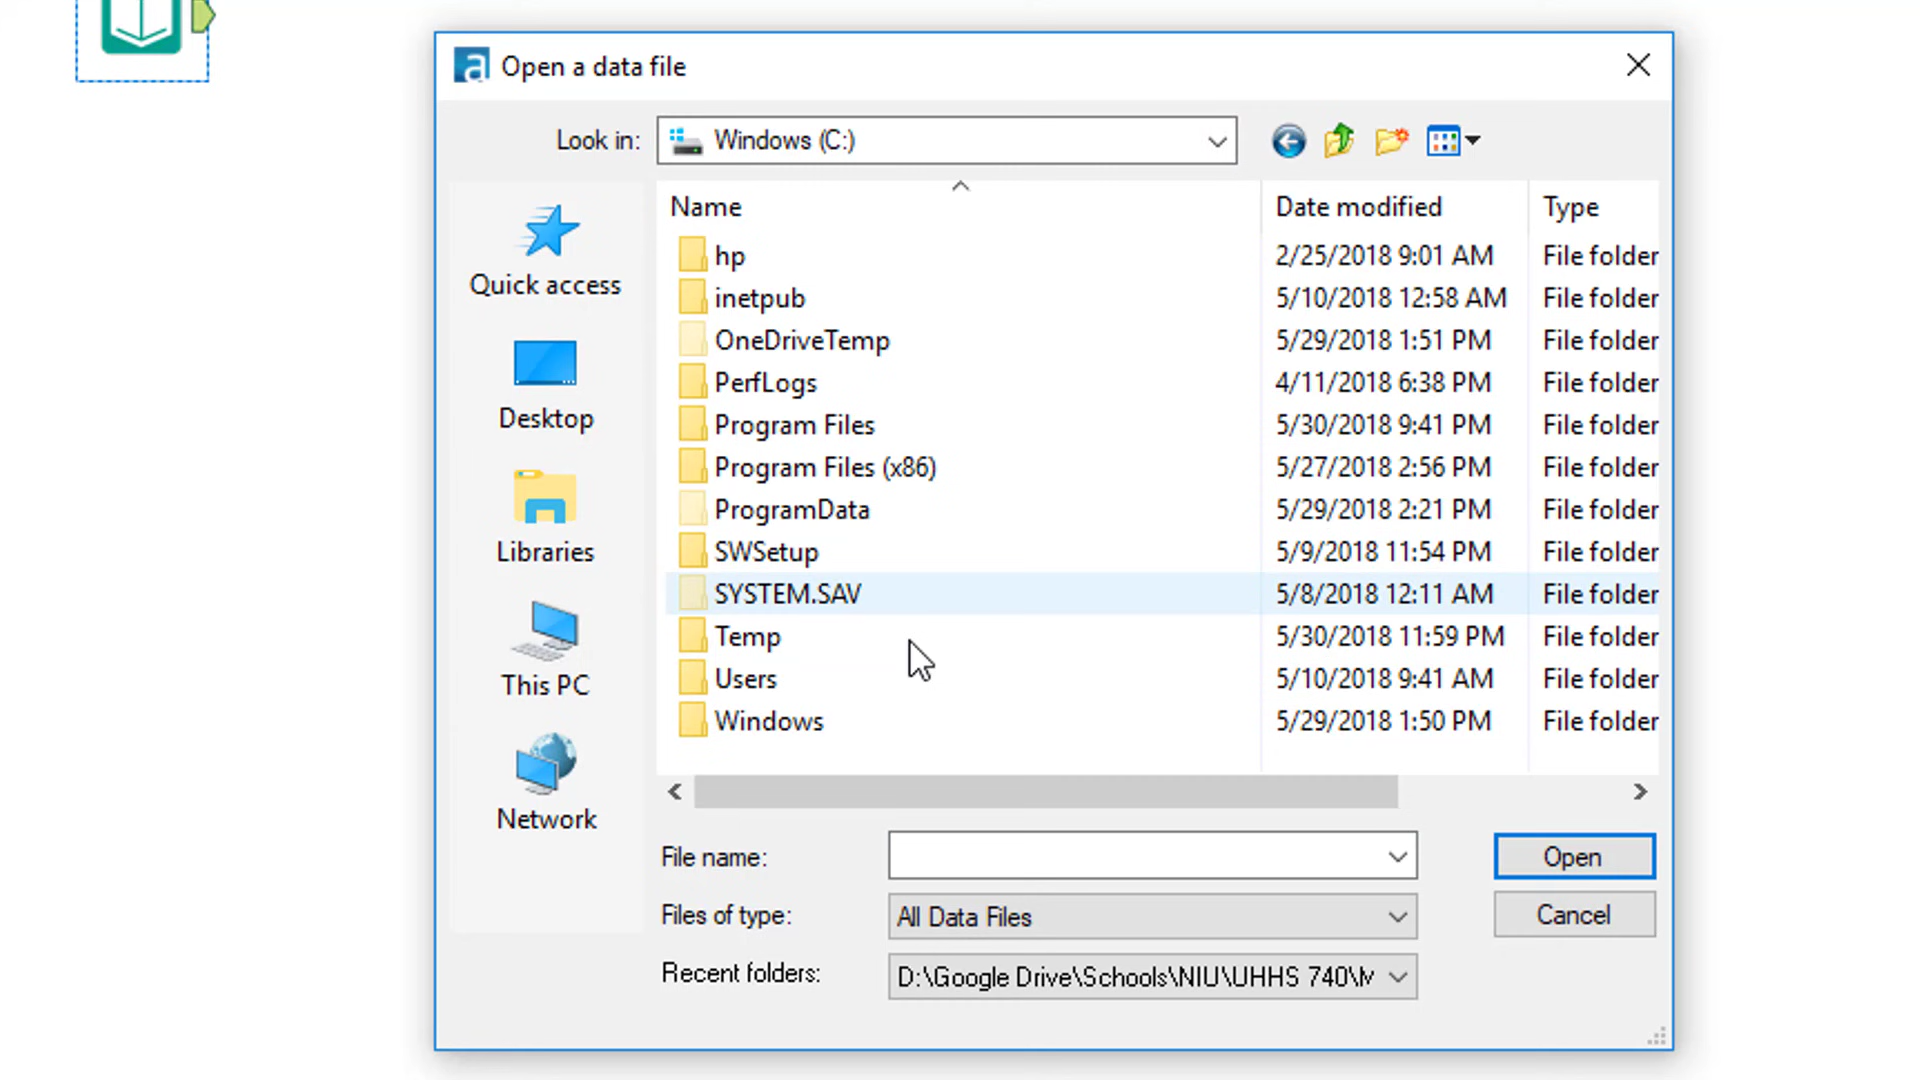 Open a data file
Look in: Windows (C:)
Name Date modified Type
hp 2/25/2018 9:01 AM File folder
inetpub 5/10/2018 12:58 AM File folder
OneDriveTemp 5/29/2018 1:51 PM File folder
PerfLogs 4/11/2018 6:38 PM File folder
Program Files 5/30/2018 9:41 PM File folder
Program Files (x86) 5/27/2018 2:56 PM File folder
ProgramData 5/29/2018 2:21 PM File folder
SWSetup 5/9/2018 11:54 PM File folder
SYSTEM.SAV 5/8/2018 12:11 AM File folder
Temp 5/30/2018 11:59 PM File folder
Users 5/10/2018 9:41 AM File folder
Windows 5/29/2018 1:50 PM File folder
Quick access
Desktop
Libraries
This PC
Network
File name: Open
Files of type: All Data Files Cancel
Recent folders: D:\Google Drive\Schools\NIU\UHHS 740\M